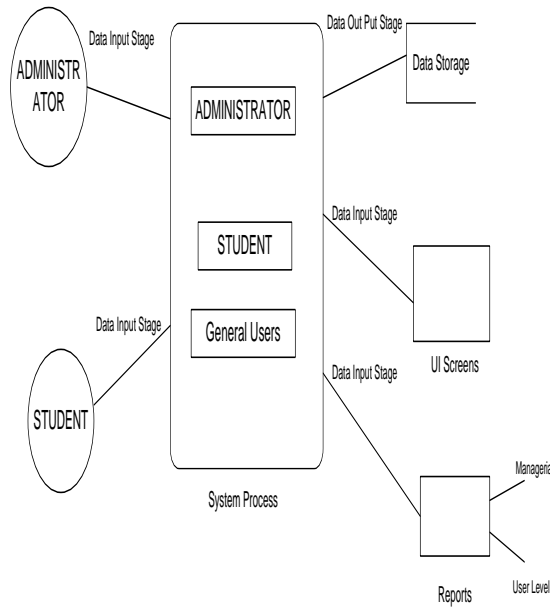 Data Input Stage
Data Out Put Stage
ADMINISTR
ATOR
Data Storage
ADMINISTRATOR
Data Input Stage
STUDENT
Data Input Stage
General Users
UI Screens
Data Input Stage
STUDENT
Manageria
System Process
Reports
User Level